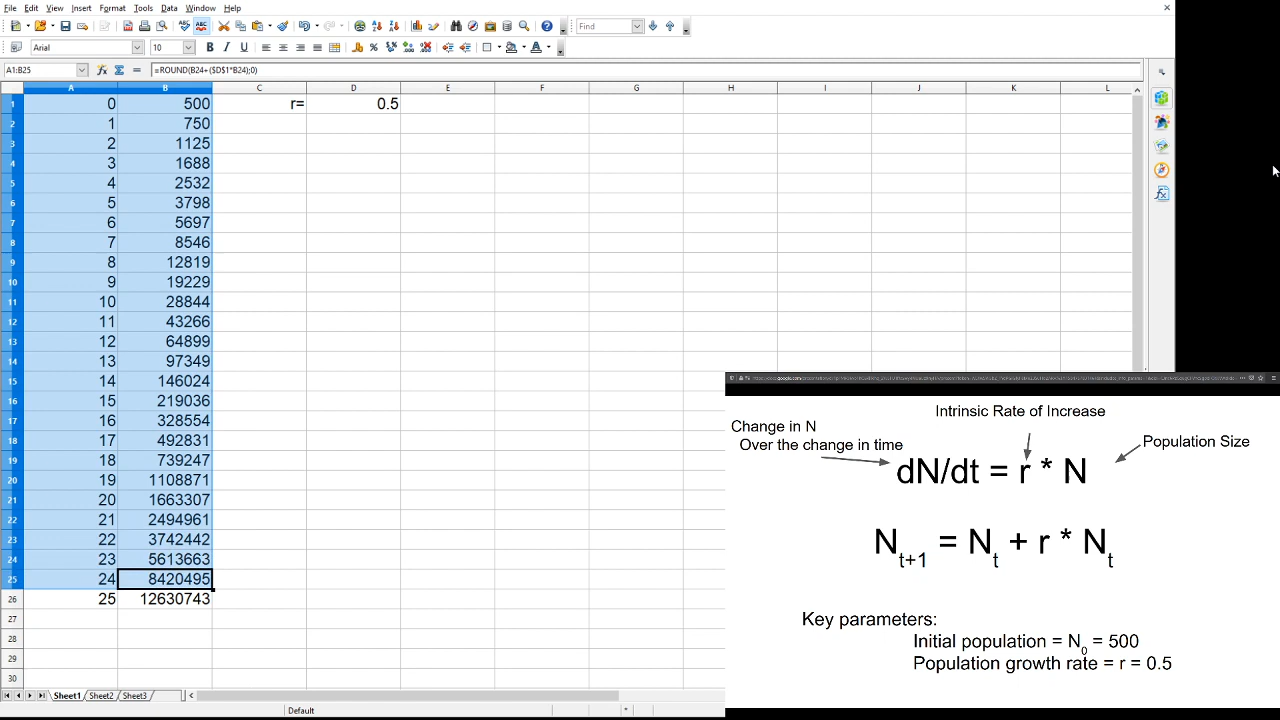 File Edit View Insert Format Tools Data Window Help
Find
Arial 10
A1:B25 =ROUND(B24+($D$1*B24);0)
A B C D E F G H I J K L
1 0 500 r= 0.5
2 1 750
3 2 1125
4 3 1688
5 4 2532
6 5 3798
7 6 5697
8 7 8546
9 8 12819
10 9 19229
11 10 28844
12 11 43266
13 12 64899
14 13 97349
15 14 146024
16 15 219036
17 16 328554
18 17 492831
19 18 739247
20 19 1108871
21 20 1663307
22 21 2494961
23 22 3742442
24 23 5613663
25 24 8420495
26 25 12630743
27
28
29
30
Sheet1 Sheet2 Sheet3
Default
Intrinsic Rate of Increase
Change in N
Over the change in time
Population Size
dN/dt = r * N
Nt+1 = Nt + r * Nt
Key parameters:
Initial population = N0 = 500
Population growth rate = r = 0.5